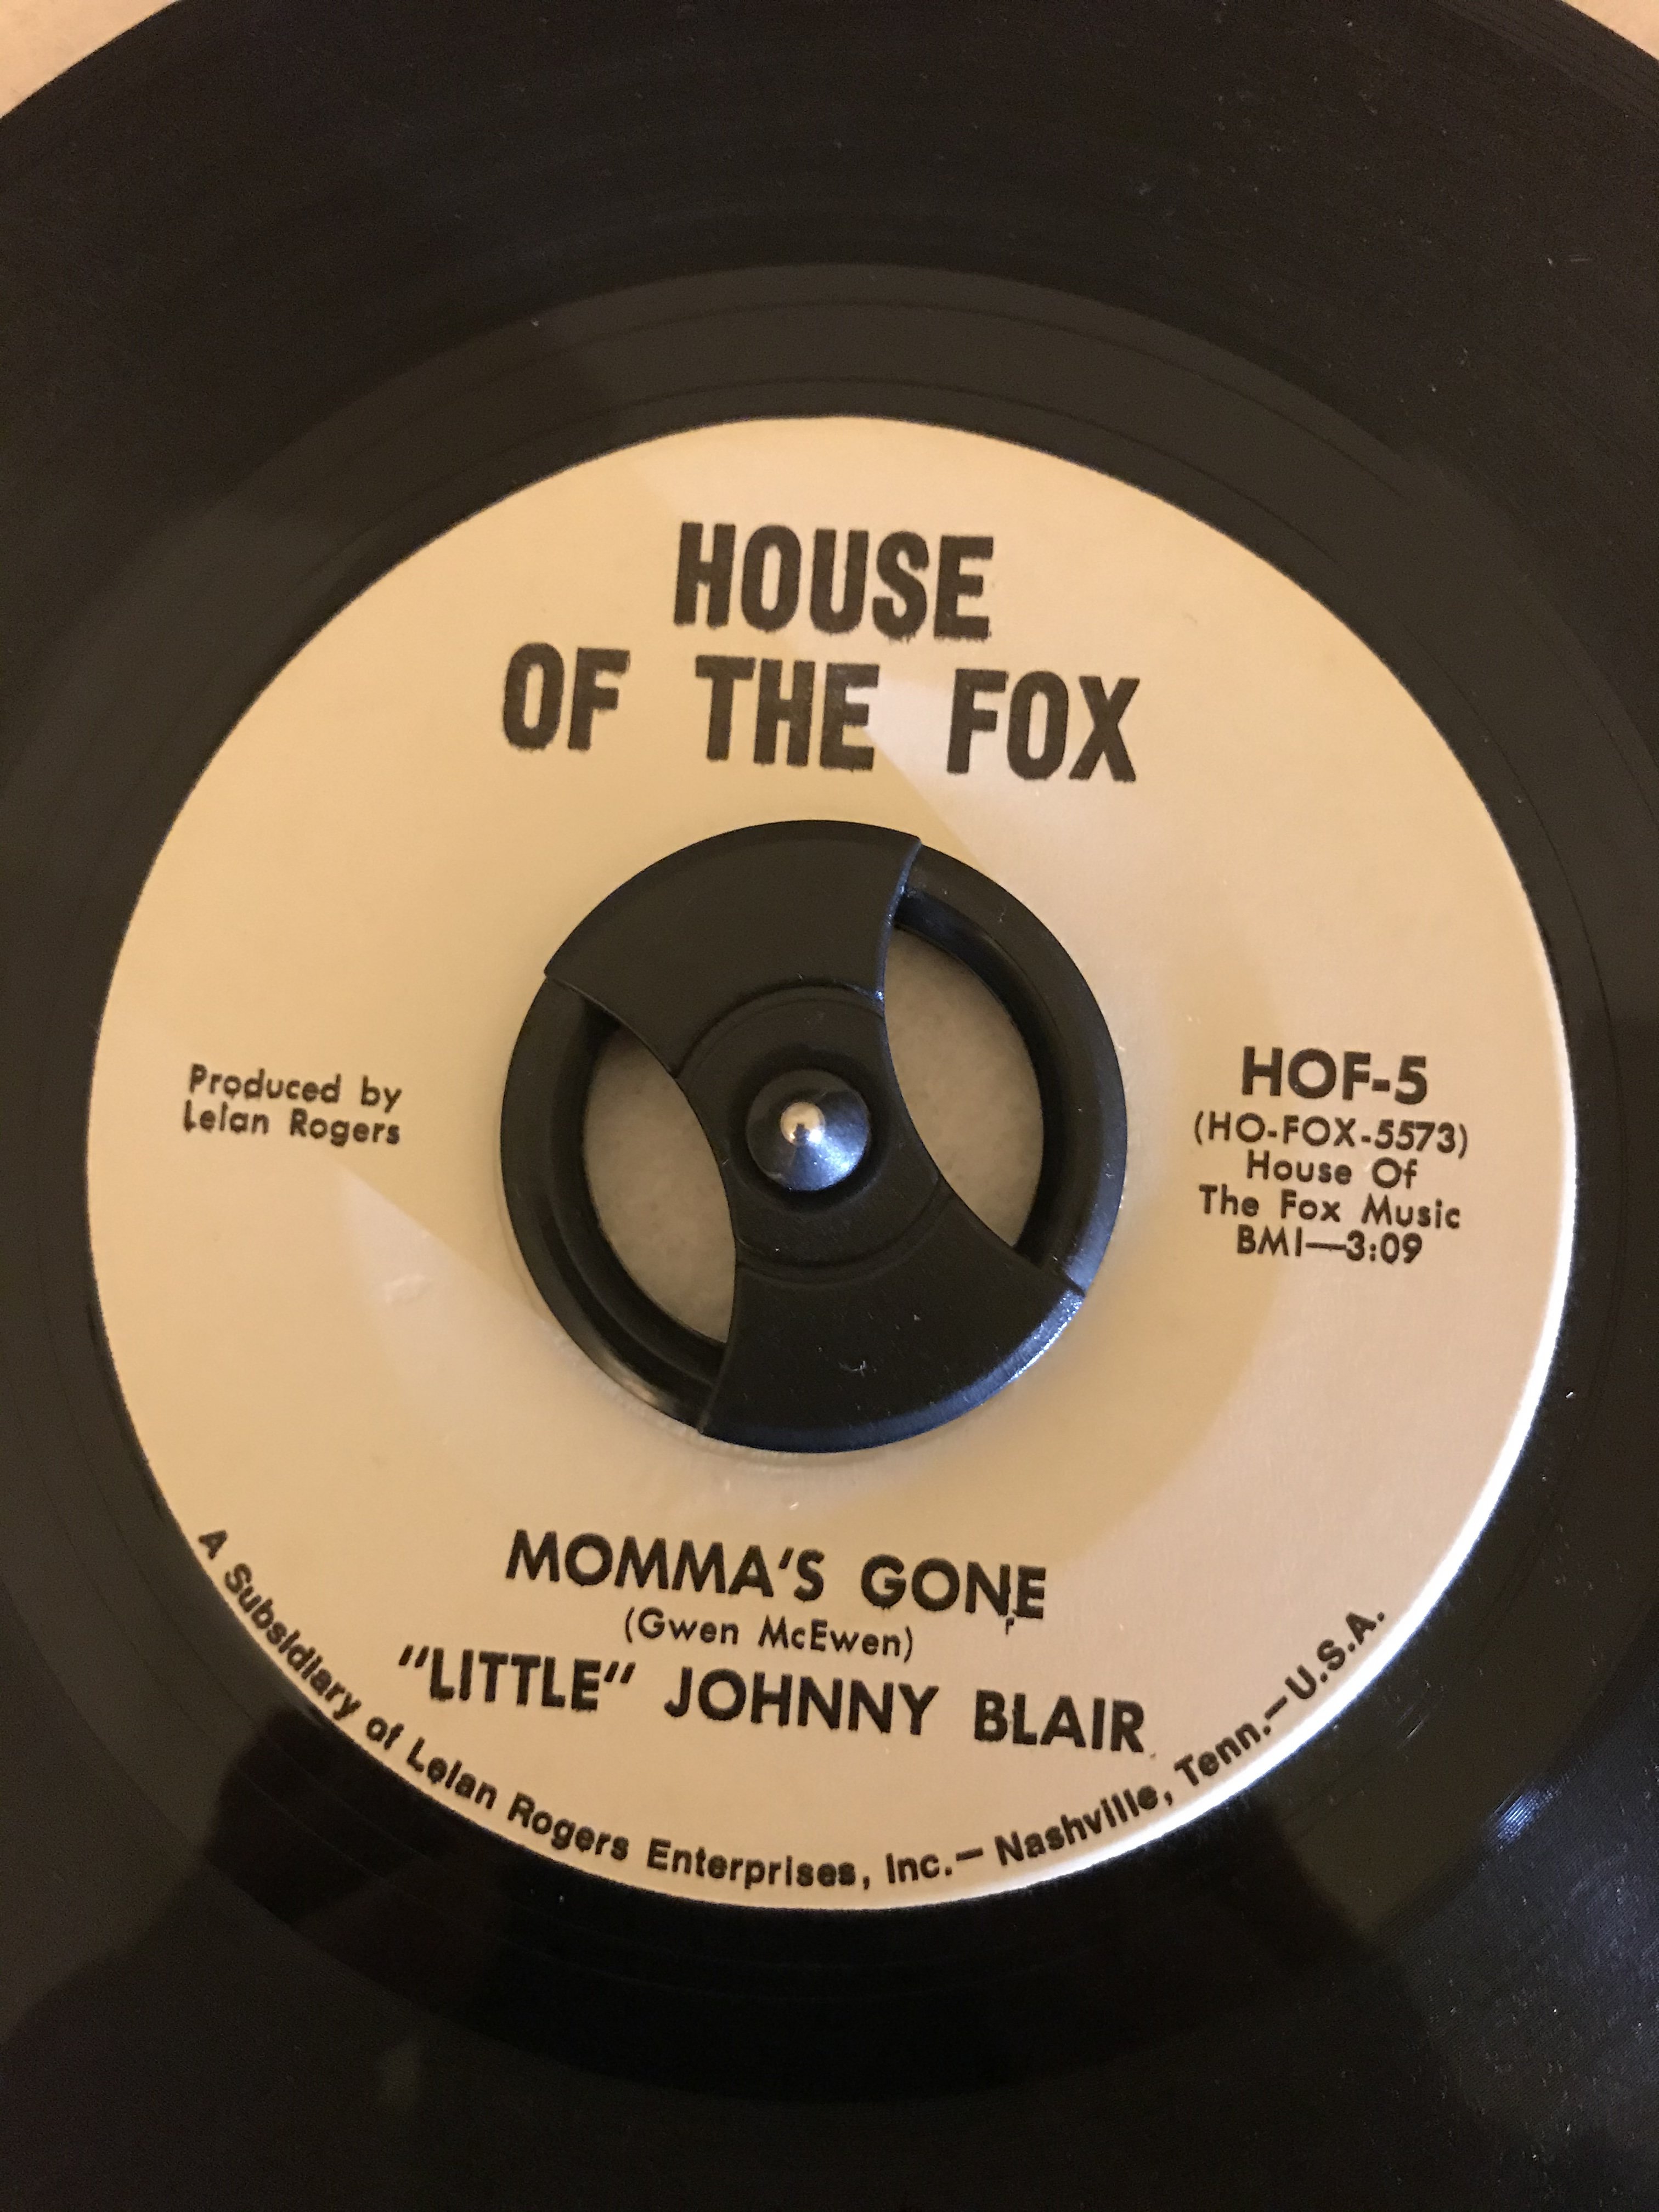 HOUSE
OF THE FOX
Produced by
Lelan Rogers
HOF-5
(HO-FOX-5573)
House Of
The Fox Music
BMI—3:09
MOMMA'S GONE
(Gwen McEwen)
"LITTLE" JOHNNY BLAIR
A Subsidiary of Lelan Rogers Enterprises, Inc.— Nashville, Tenn.—U.S.A.